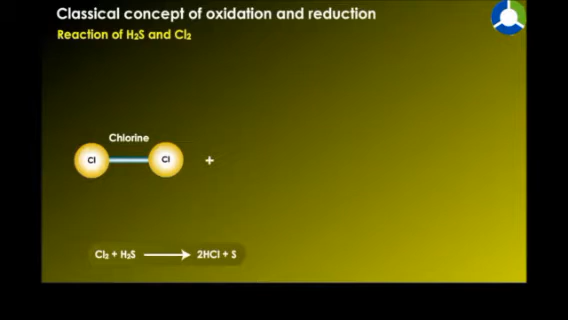 Classical concept of oxidation and reduction
Reaction of H₂S and Cl₂
Chlorine
Cl Cl +
Cl₂ + H₂S ⟶ 2HCl + S